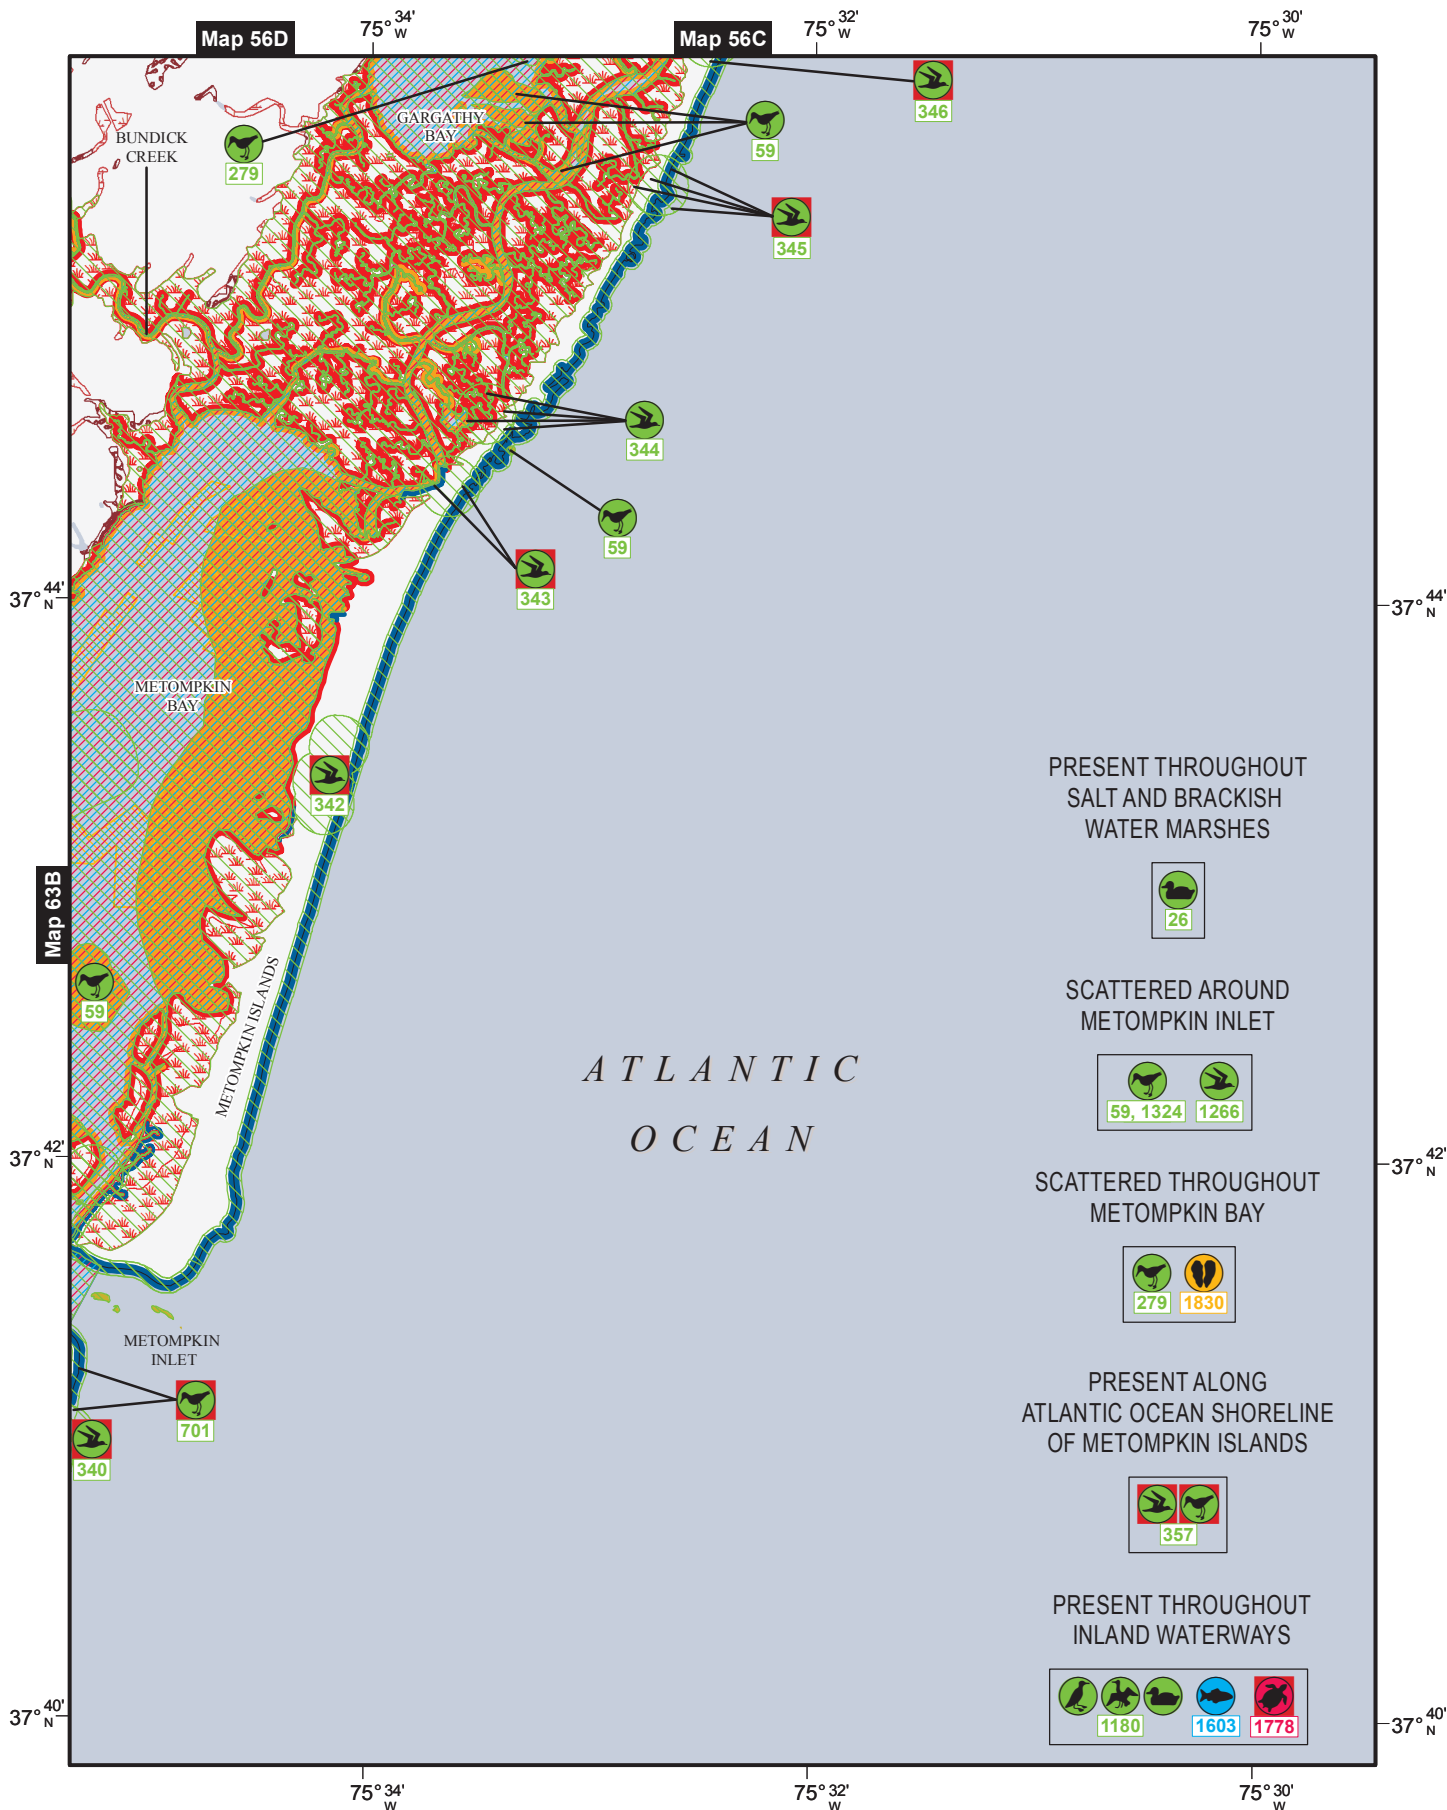 75° 34' W
75° 32' W
75° 30' W
Map 56D
Map 56C
346
GARGATHY
BAY
BUNDICK
CREEK
59
279
345
344
59
343
37° 44' N
37° 44' N
METOMPKIN
BAY
342
PRESENT THROUGHOUT
SALT AND BRACKISH
WATER MARSHES
26
Map 63B
59
METOMPKIN ISLANDS
SCATTERED AROUND
METOMPKIN INLET
59, 1324
1266
ATLANTIC
OCEAN
37° 42' N
37° 42' N
SCATTERED THROUGHOUT
METOMPKIN BAY
279
1830
METOMPKIN
INLET
701
340
PRESENT ALONG
ATLANTIC OCEAN SHORELINE
OF METOMPKIN ISLANDS
357
PRESENT THROUGHOUT
INLAND WATERWAYS
1180
1603
1778
37° 40' N
37° 40' N
75° 34' W
75° 32' W
75° 30' W